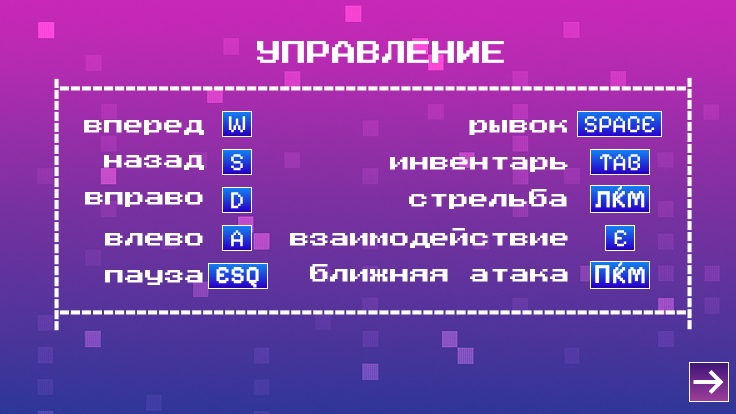 УПРАВЛЕНИЕ
вперед W
назад S
вправо D
влево A
пауза ESQ
рывок SPACE
инвентарь TAB
стрельба ЛКМ
взаимодействие E
ближняя атака ПКМ